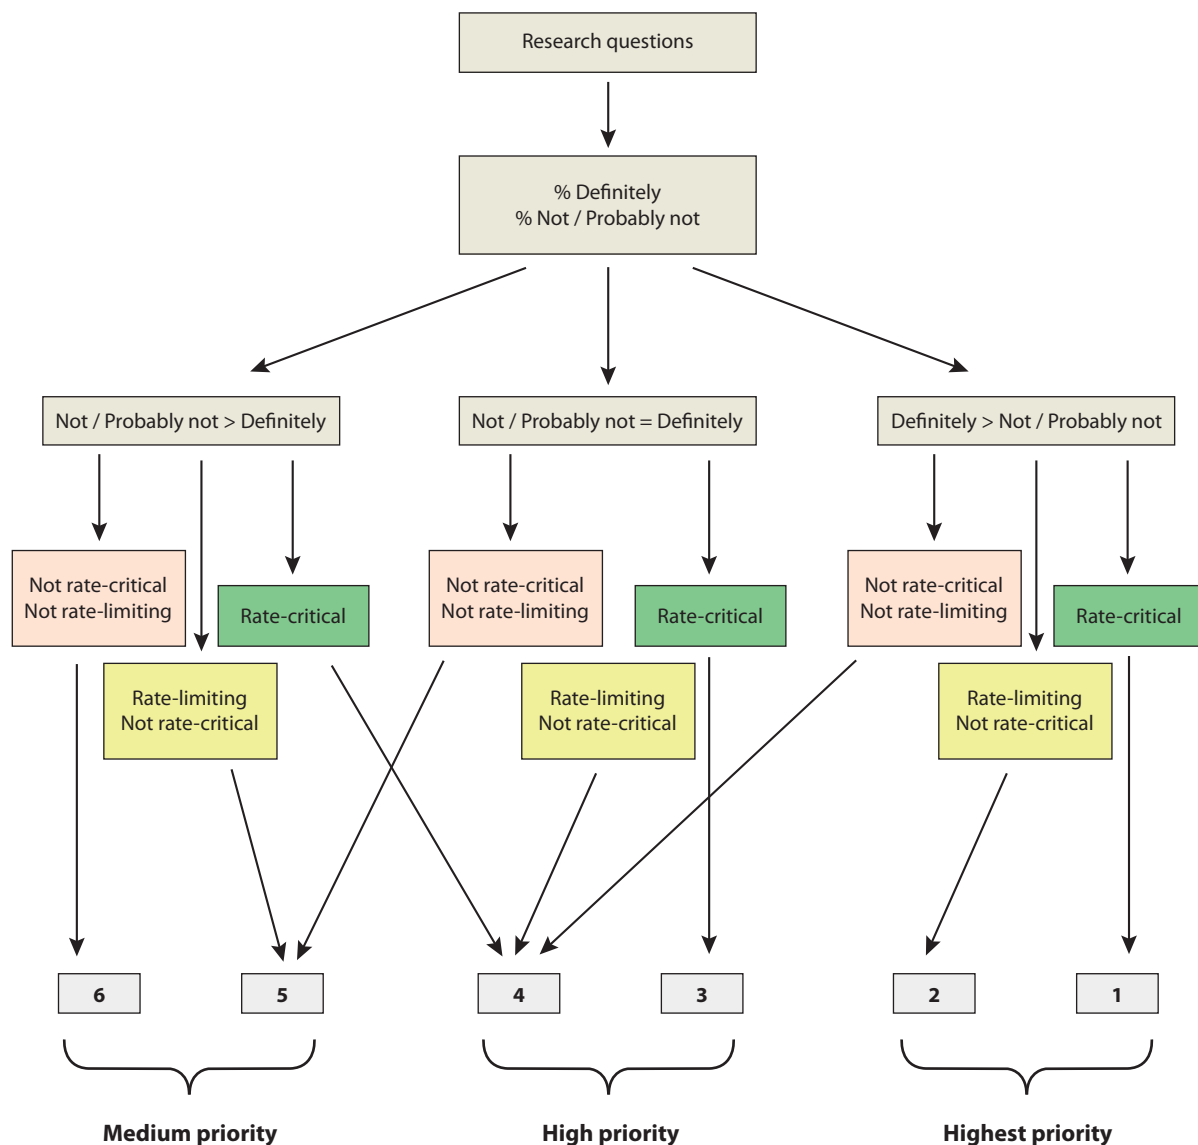 Research questions
% Definitely
% Not / Probably not
Not / Probably not > Definitely
Not / Probably not = Definitely
Definitely > Not / Probably not
Not rate-critical
Not rate-limiting
Rate-critical
Rate-limiting
Not rate-critical
Not rate-critical
Not rate-limiting
Rate-critical
Rate-limiting
Not rate-critical
Not rate-critical
Not rate-limiting
Rate-critical
Rate-limiting
Not rate-critical
6
5
4
3
2
1
Medium priority
High priority
Highest priority